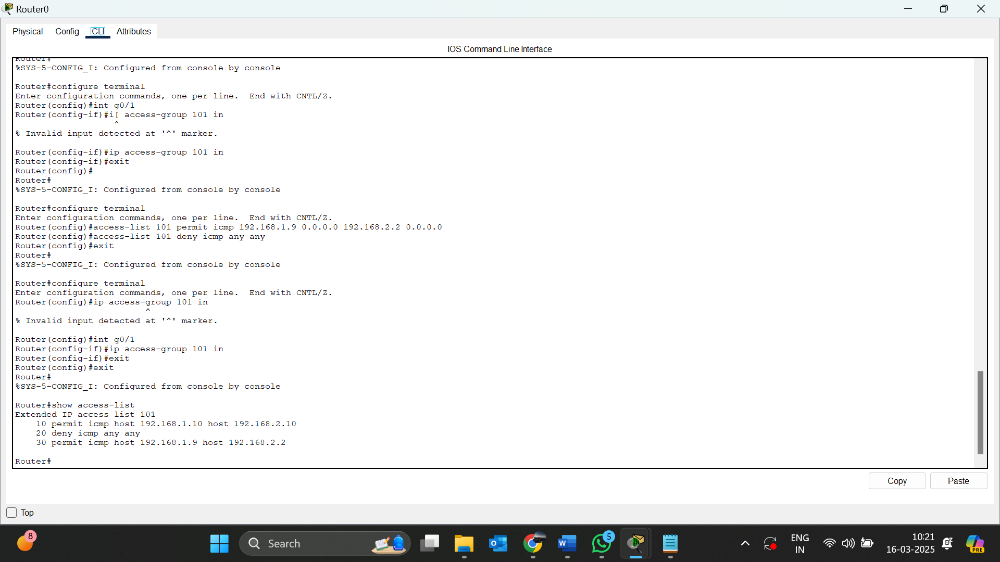 Router0
Physical Config CLI Attributes
IOS Command Line Interface
Router#
%SYS-5-CONFIG_I: Configured from console by console
Router#configure terminal
Enter configuration commands, one per line.  End with CNTL/Z.
Router(config)#int g0/1
Router(config-if)#i[ access-group 101 in
^
% Invalid input detected at '^' marker.
Router(config-if)#ip access-group 101 in
Router(config-if)#exit
Router(config)#
Router#
%SYS-5-CONFIG_I: Configured from console by console
Router#configure terminal
Enter configuration commands, one per line.  End with CNTL/Z.
Router(config)#access-list 101 permit icmp 192.168.1.9 0.0.0.0 192.168.2.2 0.0.0.0
Router(config)#access-list 101 deny icmp any any
Router(config)#exit
Router#
%SYS-5-CONFIG_I: Configured from console by console
Router#configure terminal
Enter configuration commands, one per line.  End with CNTL/Z.
Router(config)#ip access-group 101 in
^
% Invalid input detected at '^' marker.
Router(config)#int g0/1
Router(config-if)#ip access-group 101 in
Router(config-if)#exit
Router(config)#exit
Router#
%SYS-5-CONFIG_I: Configured from console by console
Router#show access-list
Extended IP access list 101
10 permit icmp host 192.168.1.10 host 192.168.2.10
20 deny icmp any any
30 permit icmp host 192.168.1.9 host 192.168.2.2
Router#
Copy Paste
Top
8
Search
5
ENG
IN
10:21
16-03-2025
PRE